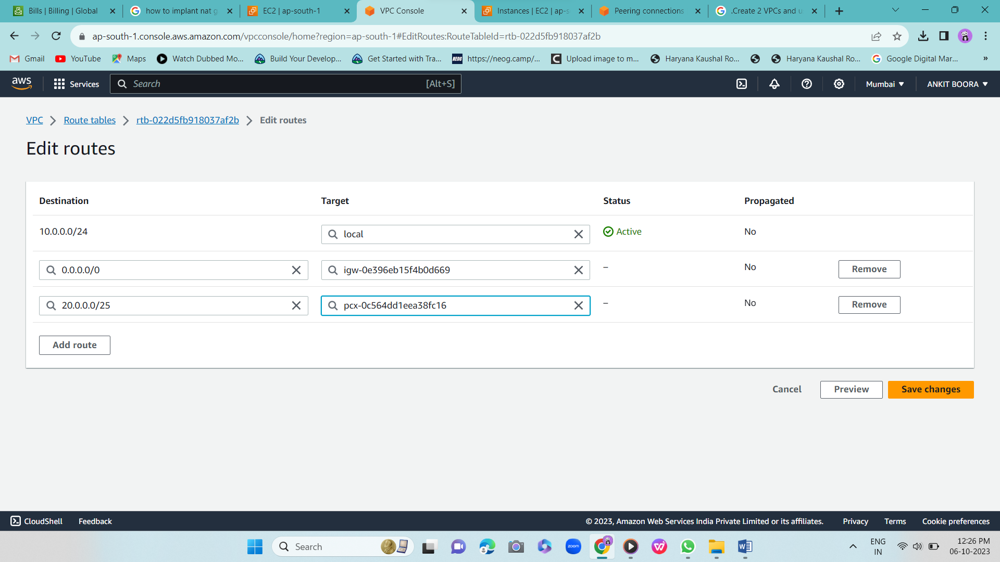 Bills | Billing | Global
how to implant nat g
EC2 | ap-south-1
VPC Console
Instances | EC2 | ap-s
Peering connections
.Create 2 VPCs and u
ap-south-1.console.aws.amazon.com/vpcconsole/home?region=ap-south-1#EditRoutes:RouteTableId=rtb-022d5fb918037af2b
Gmail
YouTube
Maps
Watch Dubbed Mo...
Build Your Develop...
Get Started with Tra...
NEOG
https://neog.camp/...
Upload image to m...
Haryana Kaushal Ro...
Haryana Kaushal Ro...
Google Digital Mar...
»
aws
Services
Search
[Alt+S]
Mumbai
ANKIT BOORA
VPC
Route tables
rtb-022d5fb918037af2b
Edit routes
Edit routes
Destination
Target
Status
Propagated
10.0.0.0/24
local
Active
No
0.0.0.0/0
igw-0e396eb15f4b0d669
–
No
Remove
20.0.0.0/25
pcx-0c564dd1eea38fc16
–
No
Remove
Add route
Cancel
Preview
Save changes
CloudShell
Feedback
© 2023, Amazon Web Services India Private Limited or its affiliates.
Privacy
Terms
Cookie preferences
Search
zoom
ENG
IN
12:26 PM
06-10-2023